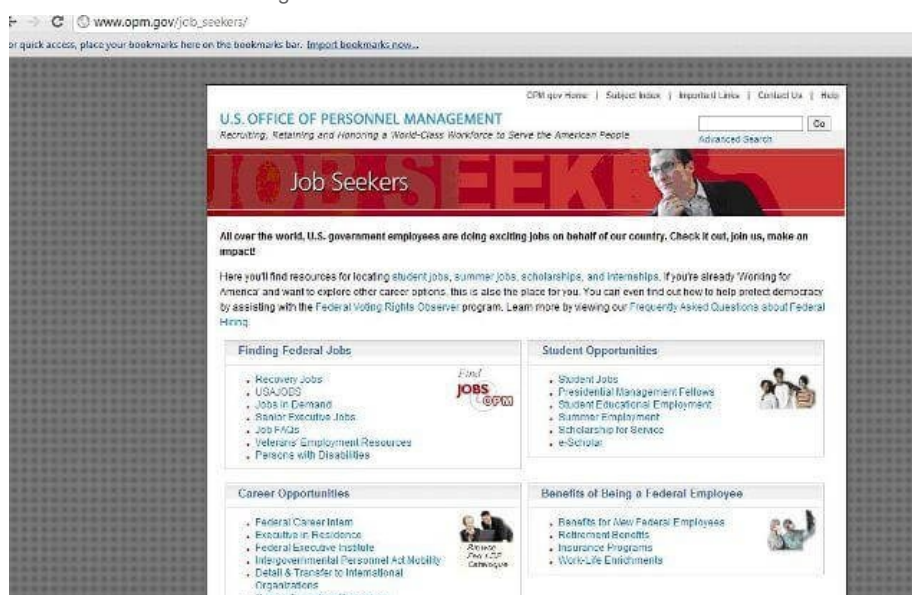 www.opm.gov/job_seekers/
or quick access, place your bookmarks here on the bookmarks bar. Import bookmarks now...
OPM.gov Home | Subject Index | Important Links | Contact Us | Help
U.S. OFFICE OF PERSONNEL MANAGEMENT
Recruiting, Retaining and Honoring a World-Class Workforce to Serve the American People
Go
Advanced Search
JOB SEEKE
Job Seekers
All over the world, U.S. government employees are doing exciting jobs on behalf of our country. Check it out, join us, make an
impact!
Here you'll find resources for locating student jobs, summer jobs, scholarships, and internships. If you're already 'Working for
America' and want to explore other career options, this is also the place for you. You can even find out how to help protect democracy
by assisting with the Federal Voting Rights Observer program. Learn more by viewing our Frequently Asked Questions about Federal
Hiring.
Finding Federal Jobs
Recovery Jobs
USAJOBS
Jobs in Demand
Senior Executive Jobs
Job FAQs
Veterans' Employment Resources
Persons with Disabilities
Find
JOBS
OPM
Student Opportunities
Student Jobs
Presidential Management Fellows
Student Educational Employment
Summer Employment
Scholarship for Service
e-Scholar
Career Opportunities
Federal Career Intern
Executive in Residence
Federal Executive Institute
Intergovernmental Personnel Act Mobility
Detail & Transfer to International
Organizations
Browse
Catalogue
Benefits of Being a Federal Employee
Benefits for New Federal Employees
Retirement Benefits
Insurance Programs
Work-Life Enrichments